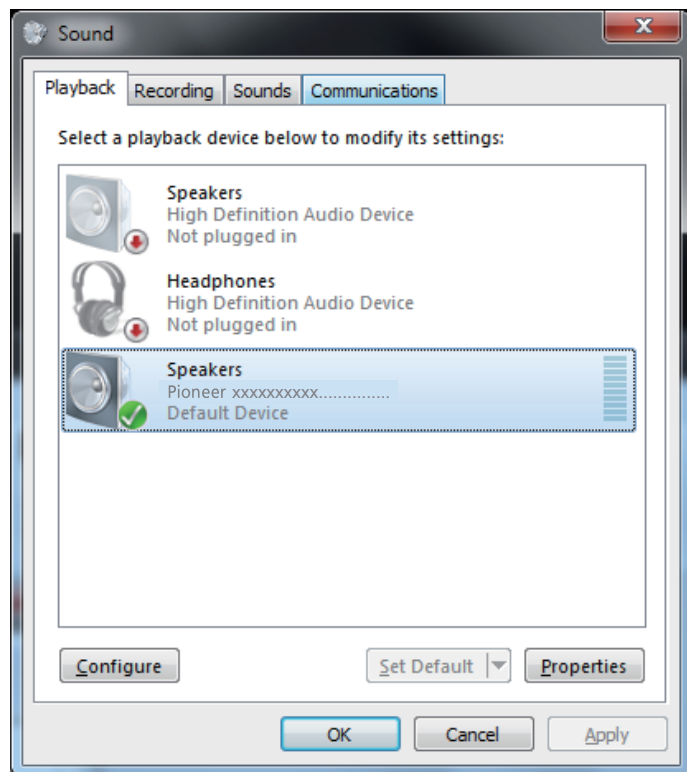 Sound
Playback Recording Sounds Communications
Select a playback device below to modify its settings:
Speakers
High Definition Audio Device
Not plugged in
Headphones
High Definition Audio Device
Not plugged in
Speakers
Pioneer xxxxxxxxxx..............
Default Device
Configure Set Default Properties
OK Cancel Apply